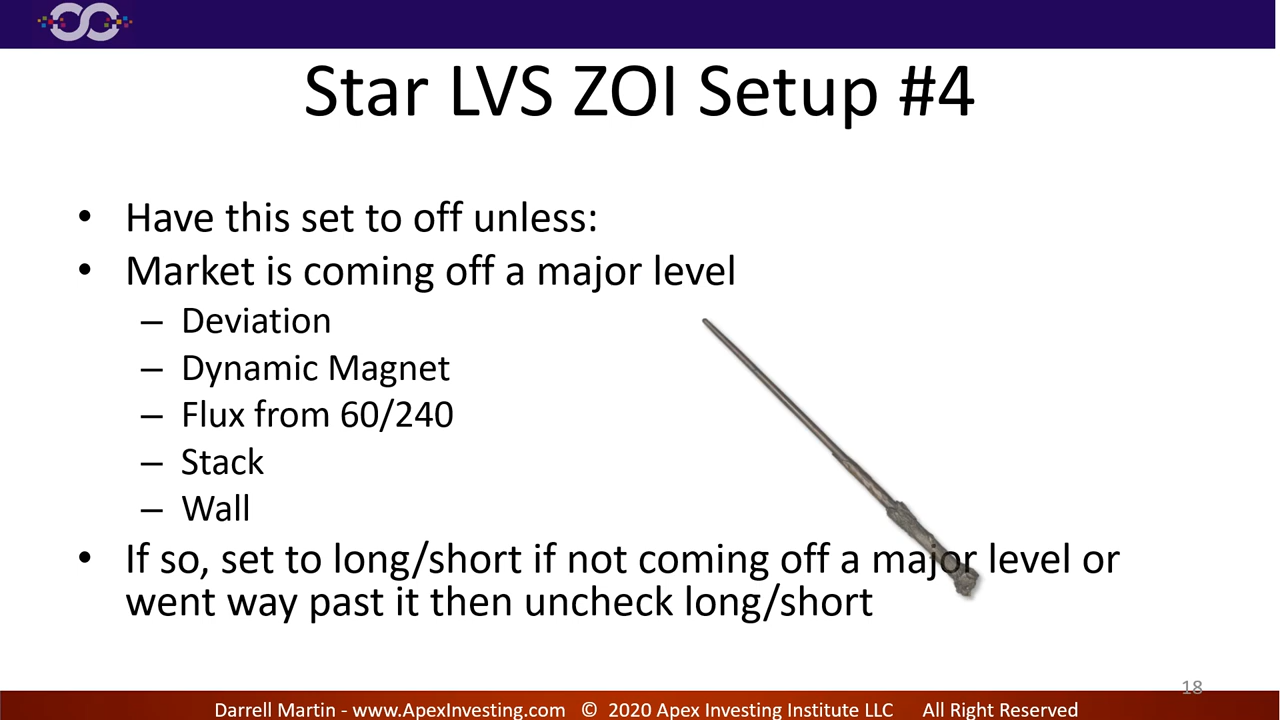 Star LVS ZOI Setup #4
• Have this set to off unless:
• Market is coming off a major level
– Deviation
– Dynamic Magnet
– Flux from 60/240
– Stack
– Wall
• If so, set to long/short if not coming off a major level or
went way past it then uncheck long/short
18
Darrell Martin - www.ApexInvesting.com © 2020 Apex Investing Institute LLC All Right Reserved